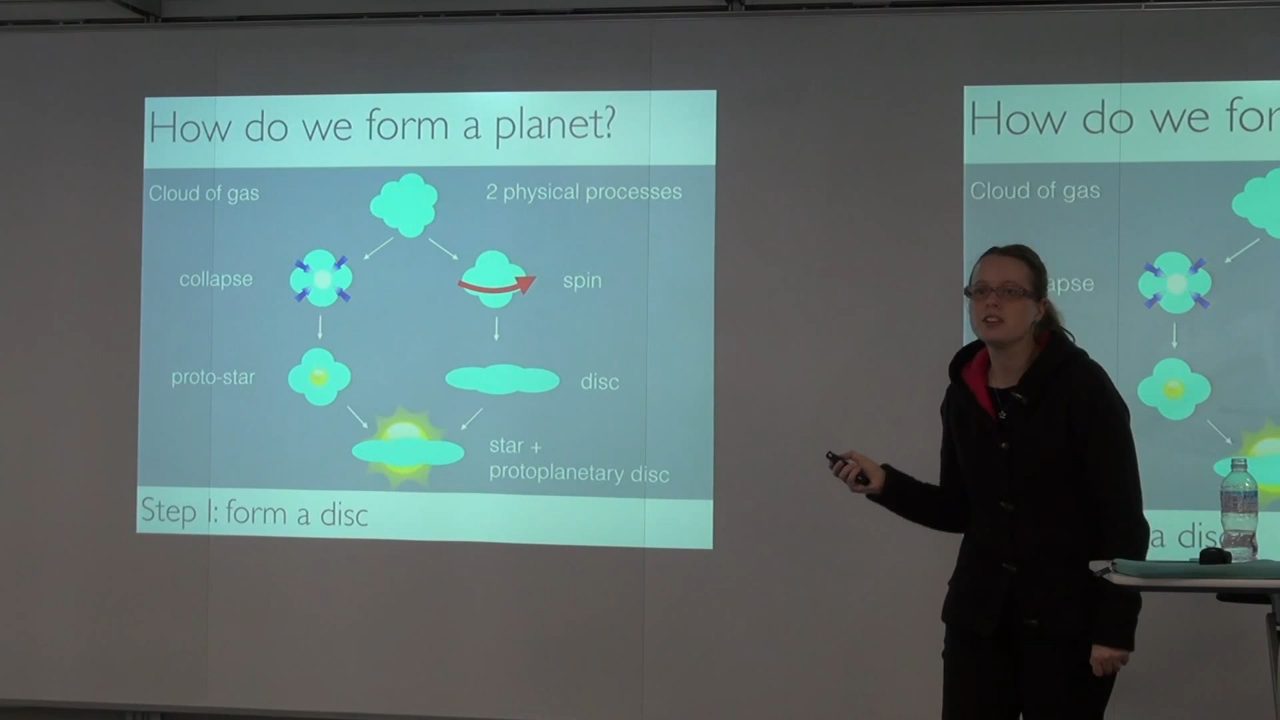 How do we form a planet?
Cloud of gas
2 physical processes
collapse
spin
proto-star
disc
star +
protoplanetary disc
Step 1: form a disc
How do we for
Cloud of gas
apse
a disc